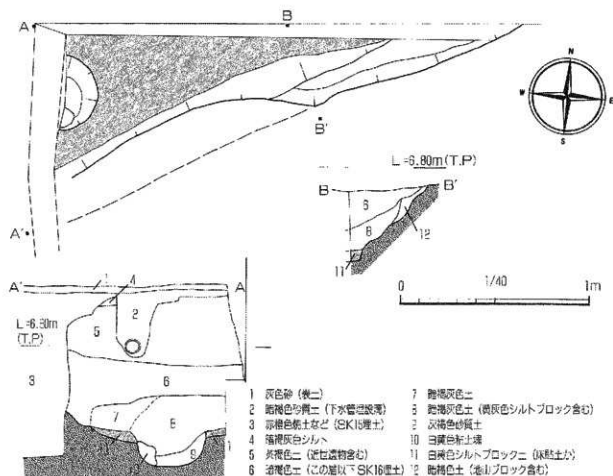 A
B
N
W
E
S
B'
L=6.80m(T.P)
B
B'
6
8
12
11
A'
0
1/40
1m
A'
1
4
A
2
5
L=6.80m
(T.P)
3
6
7
8
9
1 灰色砂（表土）
2 暗褐色砂質土（下水管埋設溝）
3 赤褐色粘土など（SK15埋土）
4 暗褐灰色シルト
5 茶褐色土（近世遺物含む）
6 暗褐色土（この層以下SK16埋土）
7 暗褐灰色土
8 暗褐色土（黄灰色シルトブロック含む）
9 灰褐色砂質土
10 白黄色粘土塊
11 白黄色シルトブロック土（床貼土か）
12 暗褐色土（地山ブロック含む）